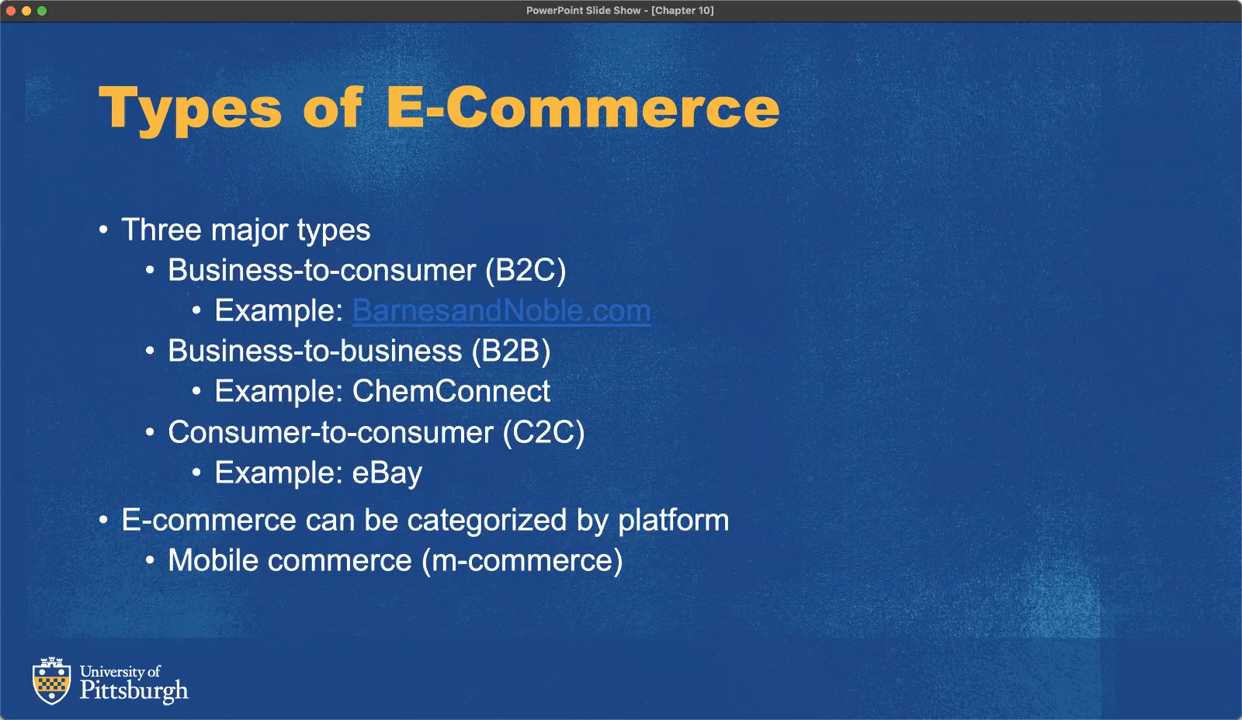 PowerPoint Slide Show - [Chapter 10]
Types of E-Commerce
• Three major types
• Business-to-consumer (B2C)
• Example: BarnesandNoble.com
• Business-to-business (B2B)
• Example: ChemConnect
• Consumer-to-consumer (C2C)
• Example: eBay
• E-commerce can be categorized by platform
• Mobile commerce (m-commerce)
University of
Pittsburgh